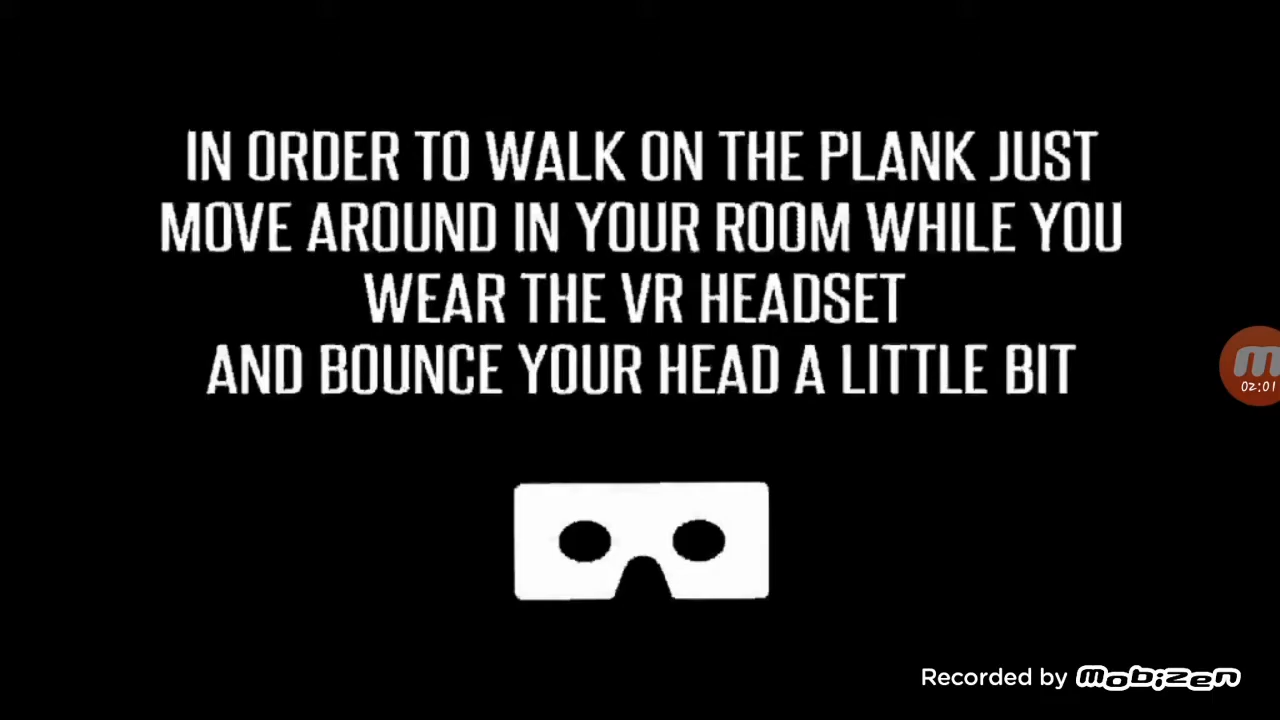 IN ORDER TO WALK ON THE PLANK JUST
MOVE AROUND IN YOUR ROOM WHILE YOU
WEAR THE VR HEADSET
AND BOUNCE YOUR HEAD A LITTLE BIT
m
02:01
Recorded by mobizen